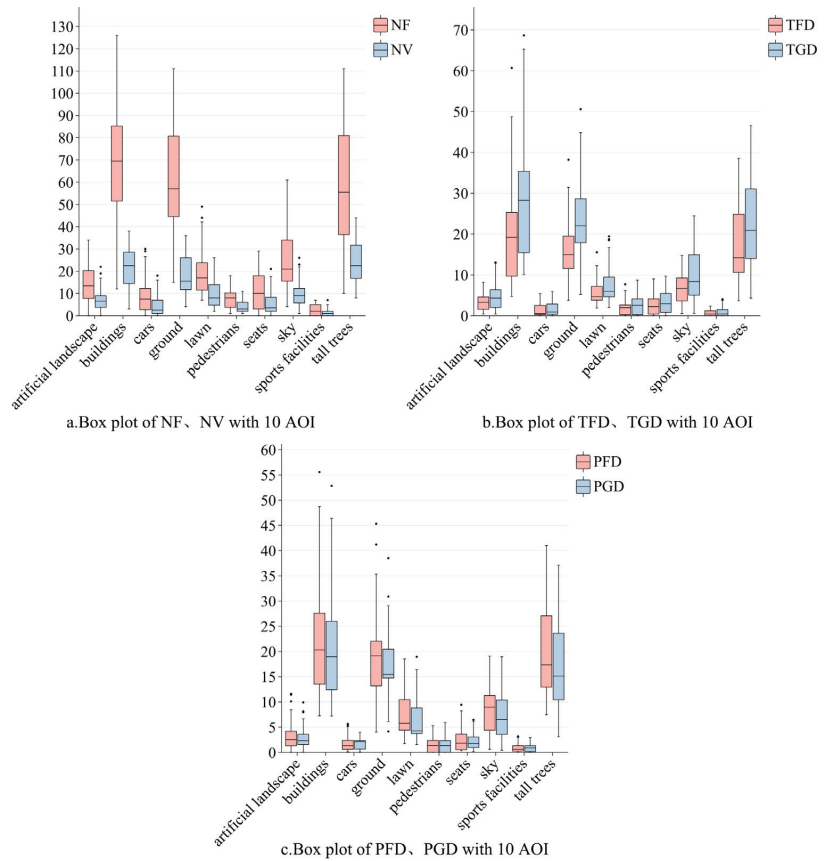 130
120
110
100
90
80
70
60
50
40
30
20
10
0
NF
NV
artificial landscape
buildings
cars
ground
lawn
pedestrians
seats
sky
sports facilities
tall trees
a.Box plot of NF、NV with 10 AOI
70
60
50
40
30
20
10
0
TFD
TGD
artificial landscape
buildings
cars
ground
lawn
pedestrians
seats
sky
sports facilities
tall trees
b.Box plot of TFD、TGD with 10 AOI
60
55
50
45
40
35
30
25
20
15
10
5
0
PFD
PGD
artificial landscape
buildings
cars
ground
lawn
pedestrians
seats
sky
sports facilities
tall trees
c.Box plot of PFD、PGD with 10 AOI